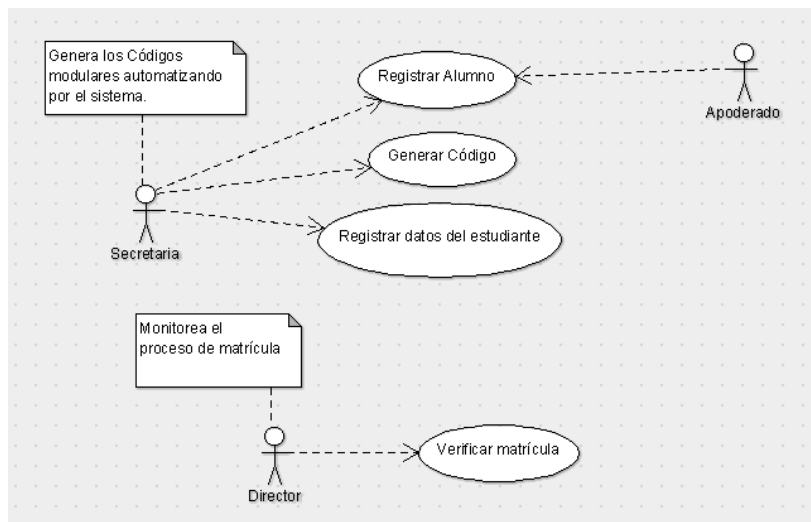 Genera los Códigos
modulares automatizando
por el sistema.
Registrar Alumno
Apoderado
Generar Código
Registrar datos del estudiante
Secretaria
Monitorea el
proceso de matrícula
Verificar matrícula
Director